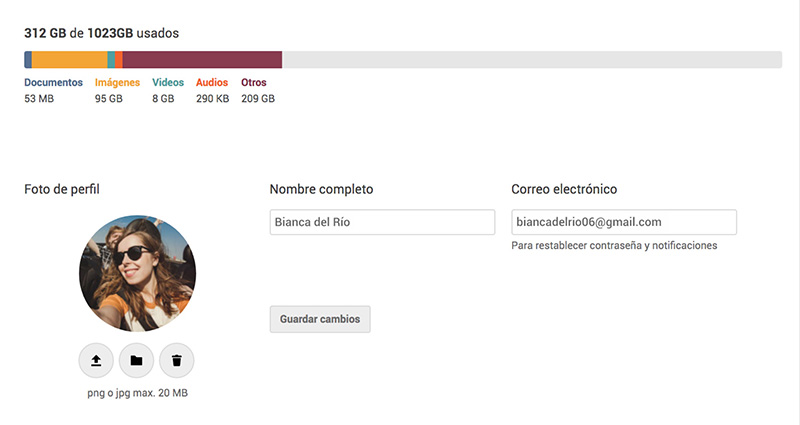 312 GB de 1023GB usados
Documentos Imágenes Videos Audios Otros
53 MB 95 GB 8 GB 290 KB 209 GB
Foto de perfil Nombre completo Correo electrónico
Bianca del Río biancadelrio06@gmail.com
Para restablecer contraseña y notificaciones
Guardar cambios
png o jpg max. 20 MB